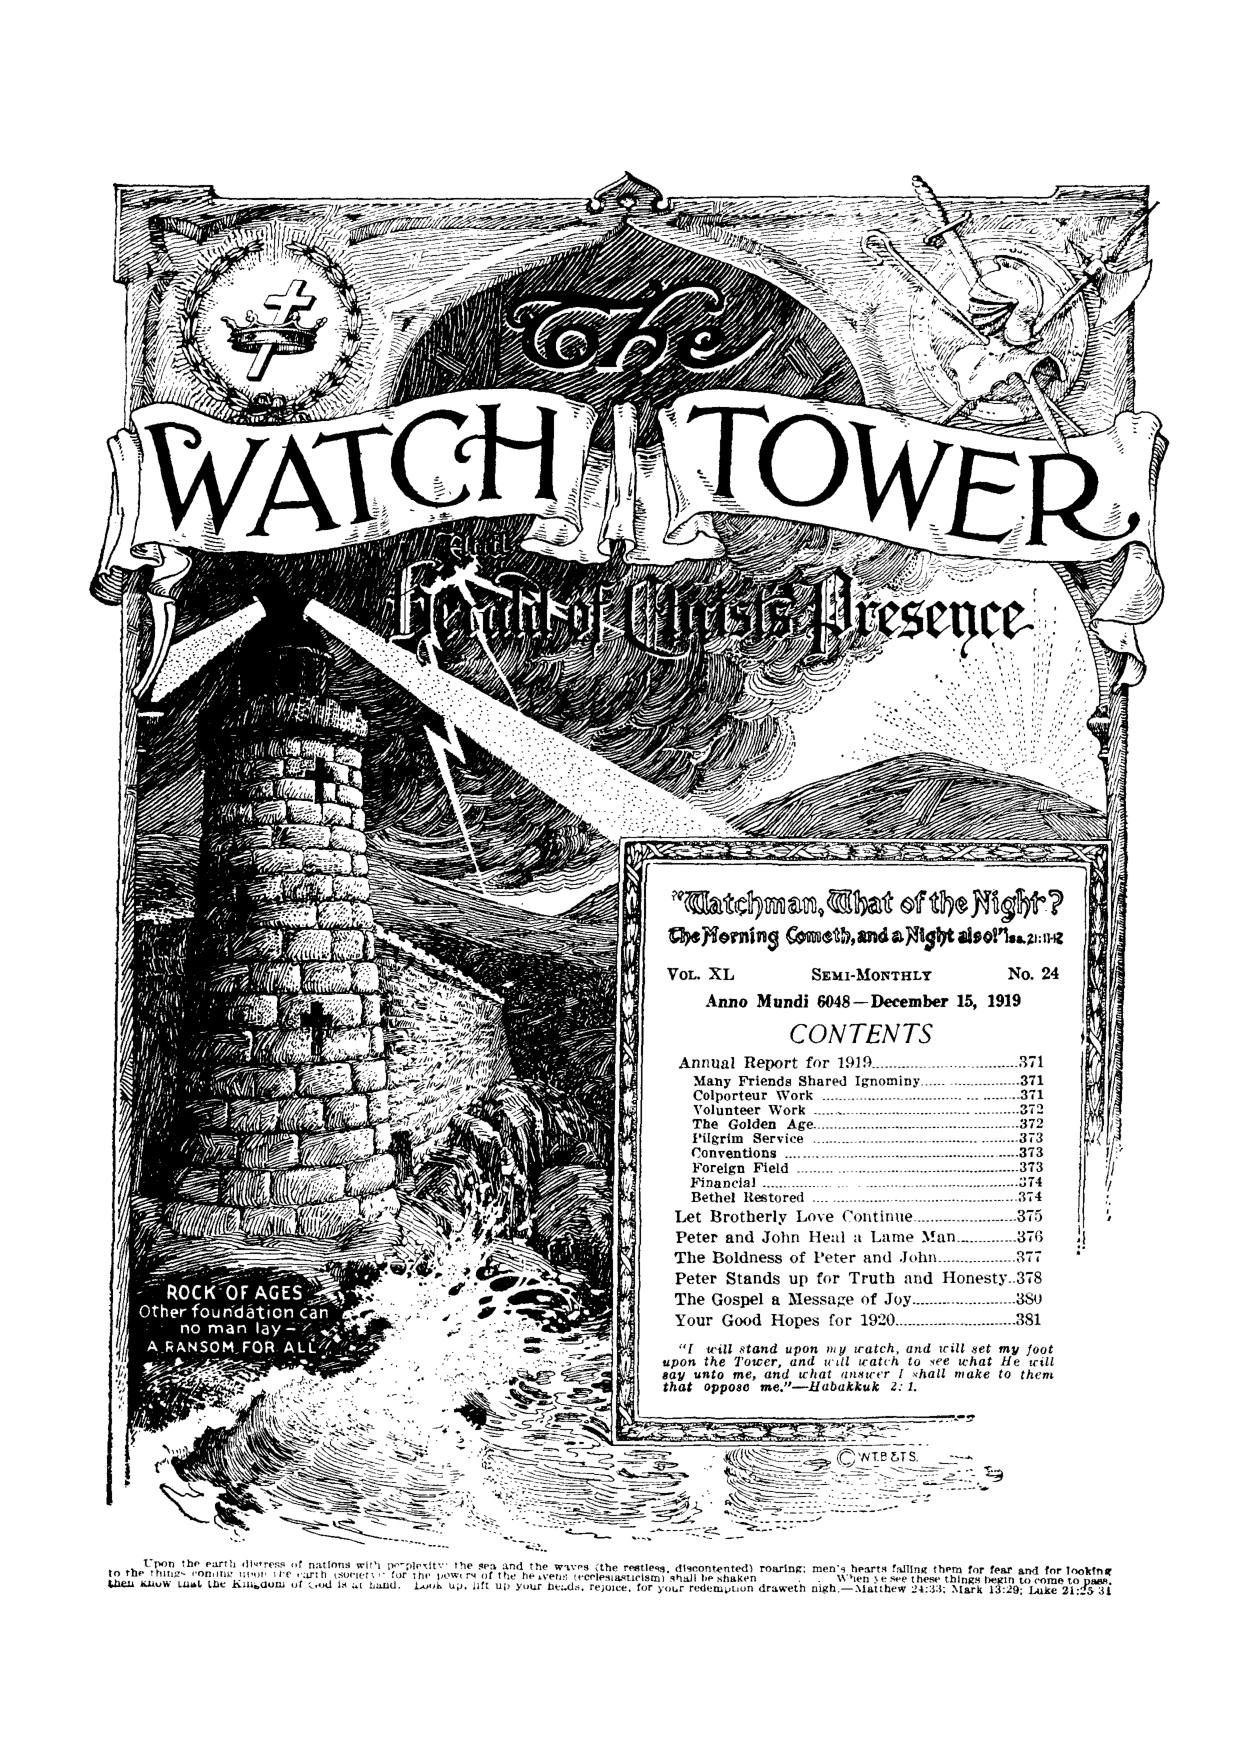 The
WATCH TOWER
And
Herald of Christ's Presence
"Watchman, What of the Night?
The Morning Cometh, and a Night also!" Isa. 21:11-12
VOL. XL SEMI-MONTHLY No. 24
Anno Mundi 6048—December 15, 1919
CONTENTS
Annual Report for 1919 371
Many Friends Shared Ignominy 371
Colporteur Work 371
Volunteer Work 372
The Golden Age 372
Pilgrim Service 373
Conventions 373
Foreign Field 373
Financial 374
Bethel Restored 374
Let Brotherly Love Continue 375
Peter and John Heal a Lame Man 376
The Boldness of Peter and John 377
Peter Stands up for Truth and Honesty 378
The Gospel a Message of Joy 380
Your Good Hopes for 1920 381
"I will stand upon my watch, and will set my foot
upon the Tower, and will watch to see what He will
say unto me, and what answer I shall make to them
that oppose me."—Habakkuk 2: 1.
ROCK OF AGES
Other foundation can
no man lay—
A RANSOM FOR ALL
©W.T.B.&T.S.
Upon the earth distress of nations with perplexity: the sea and the waves (the restless, discontented) roaring; men's hearts failing them for fear and for looking
to the things coming upon the earth (society): for the powers of the heavens (ecclesiasticism) shall be shaken . . . When ye see these things begin to come to pass,
then know that the Kingdom of God is at hand. Look up, lift up your heads, rejoice, for your redemption draweth nigh.—Matthew 24:33; Mark 13:29; Luke 21:25-31